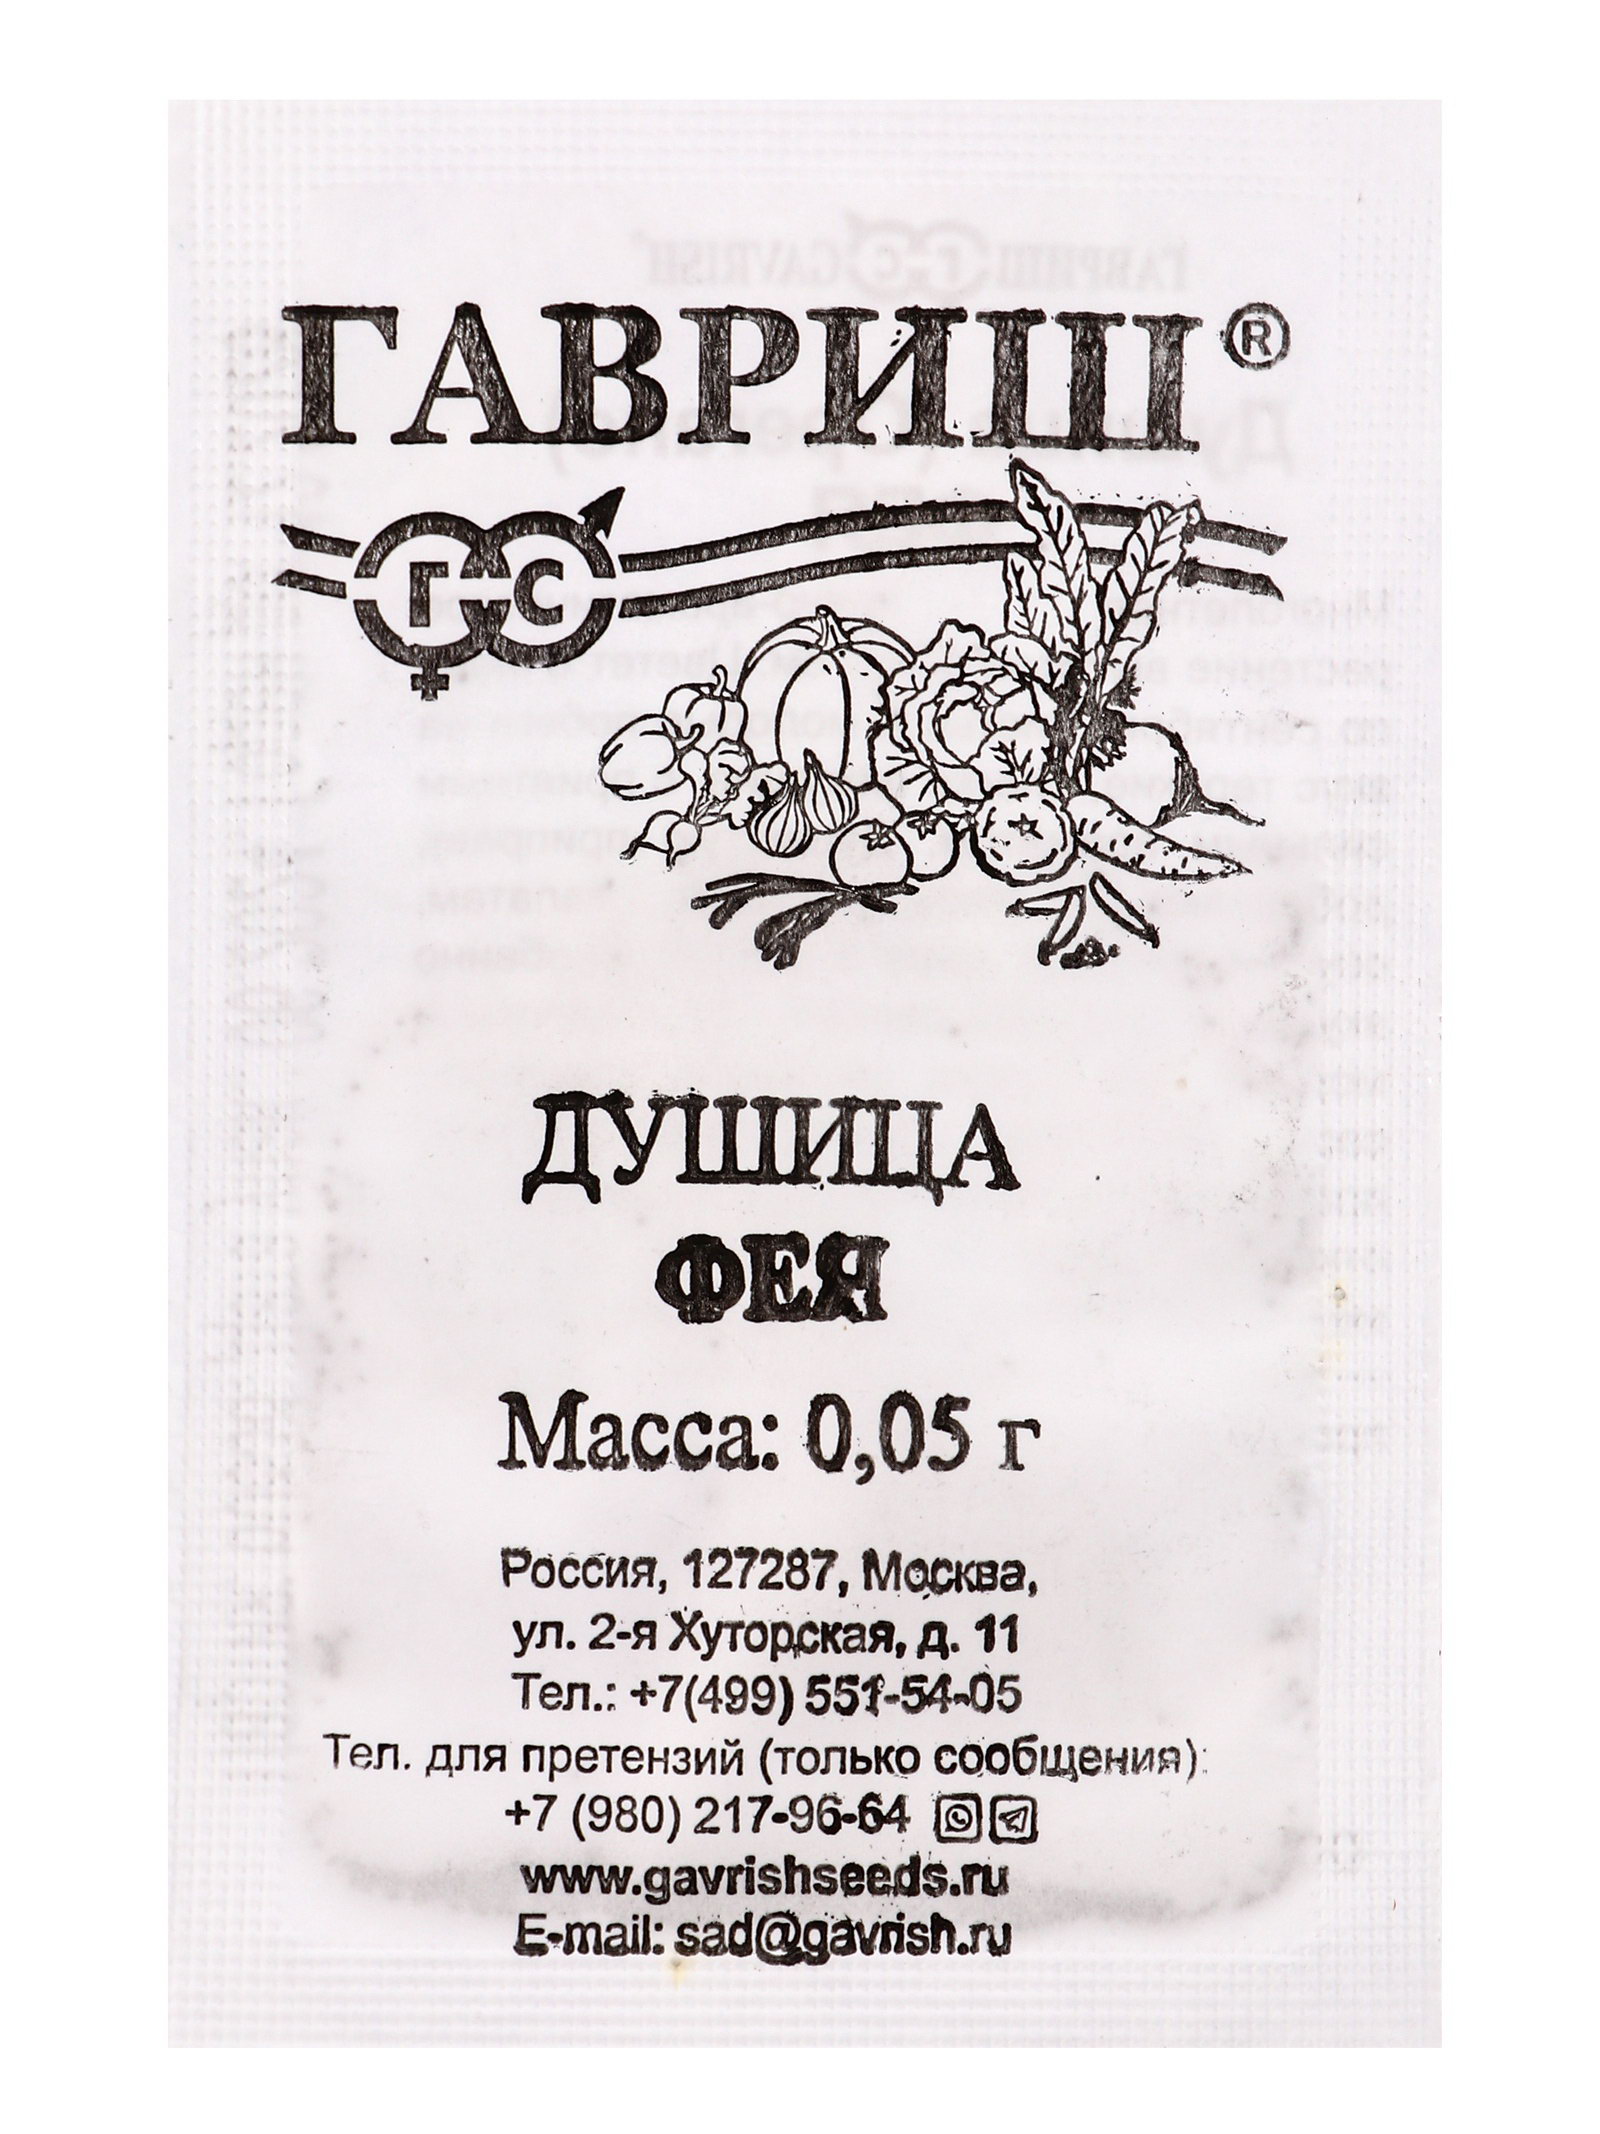 ГАВРИШ®
Г С
ДУШИЦА
ФЕЯ
Масса: 0,05 г
Россия, 127287, Москва,
ул. 2-я Хуторская, д. 11
Тел.: +7(499) 551-54-05
Тел. для претензий (только сообщения):
+7 (980) 217-96-64
www.gavrishseeds.ru
E-mail: sad@gavrish.ru